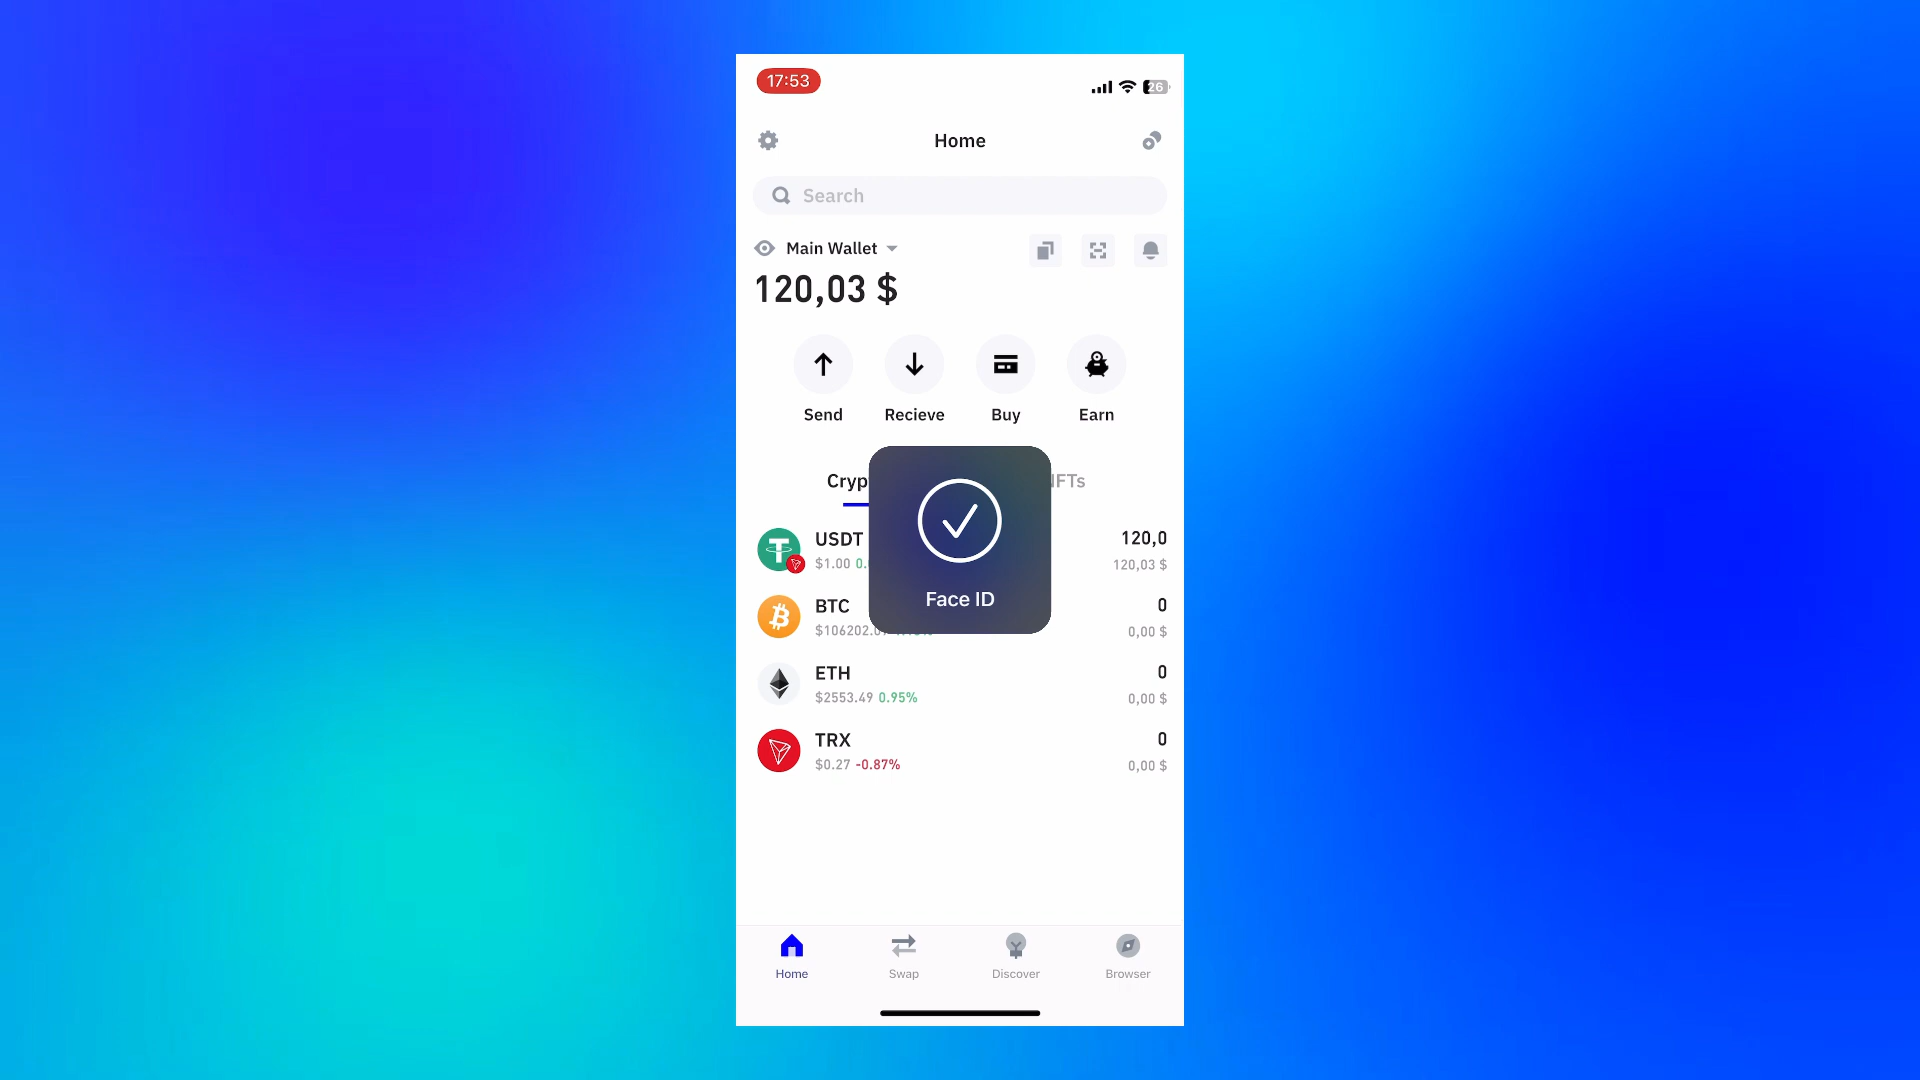 17:53
26
Home
Search
Main Wallet
120,03 $
Send Recieve Buy Earn
USDT 120,0
$1.00 120,03 $
Face ID
BTC 0
0,00 $
ETH 0
$2553.49 0.95% 0,00 $
TRX 0
$0.27 -0.87% 0,00 $
Home Swap Discover Browser